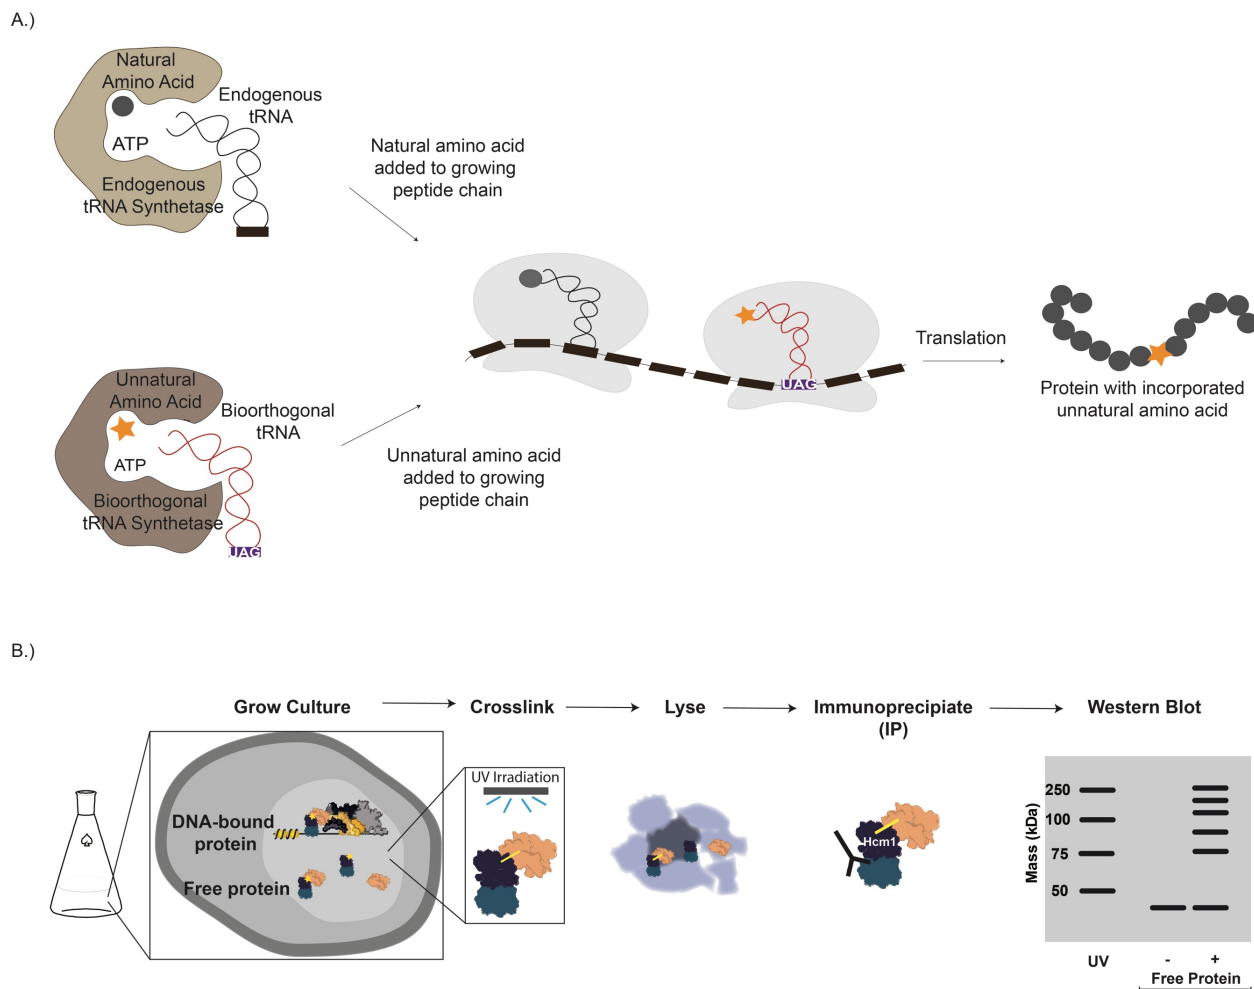 A.)
Natural
Amino Acid
Endogenous
tRNA
ATP
Endogenous
tRNA Synthetase
Natural amino acid
added to growing
peptide chain
Unnatural
Amino Acid
Bioorthogonal
tRNA
ATP
Bioorthogonal
tRNA Synthetase
UAG
Unnatural amino acid
added to growing
peptide chain
UAG
Translation
Protein with incorporated
unnatural amino acid
B.)
Grow Culture
Crosslink
Lyse
Immunoprecipiate
(IP)
Western Blot
DNA-bound
protein
Free protein
UV Irradiation
Hcm1
Mass (kDa)
250
100
75
50
UV - +
Free Protein